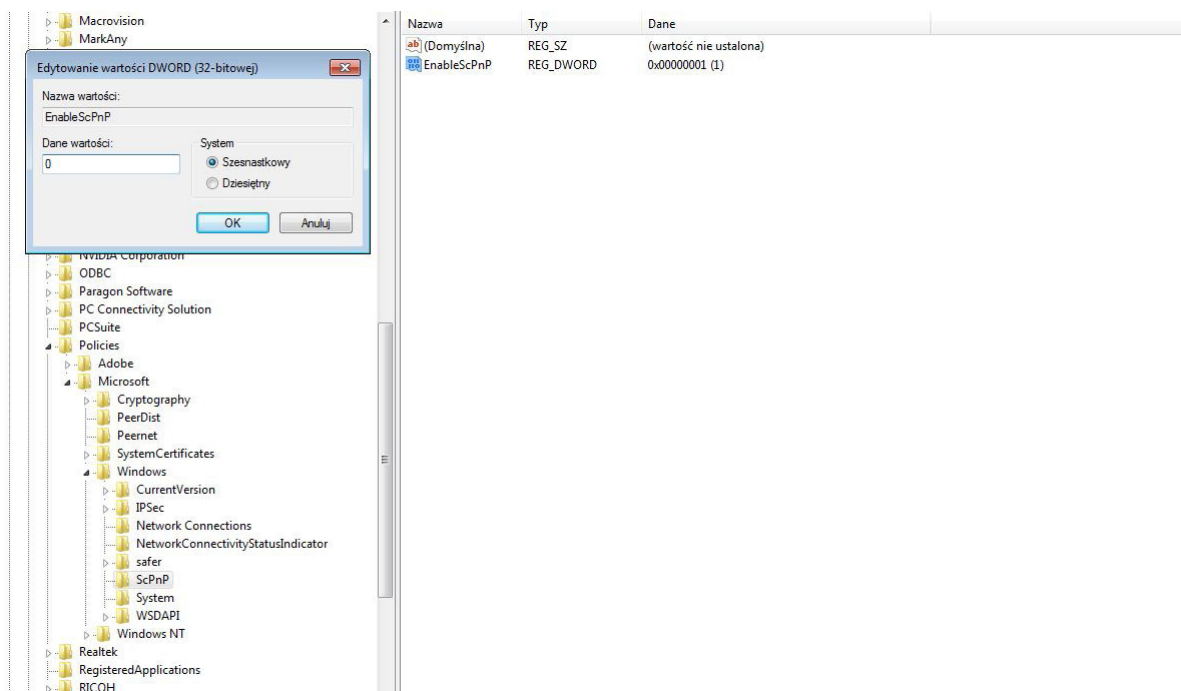 Macrovision
MarkAny
Edytowanie wartości DWORD (32-bitowej)
Nazwa wartości:
EnableScPnP
Dane wartości:
0
System
Szesnastkowy
Dziesiętny
OK
Anuluj
NVIDIA Corporation
ODBC
Paragon Software
PC Connectivity Solution
PCSuite
Policies
Adobe
Microsoft
Cryptography
PeerDist
Peernet
SystemCertificates
Windows
CurrentVersion
IPSec
Network Connections
NetworkConnectivityStatusIndicator
safer
ScPnP
System
WSDAPI
Windows NT
Realtek
RegisteredApplications
RICOH
Nazwa Typ Dane
(Domyślna) REG_SZ (wartość nie ustalona)
EnableScPnP REG_DWORD 0x00000001 (1)